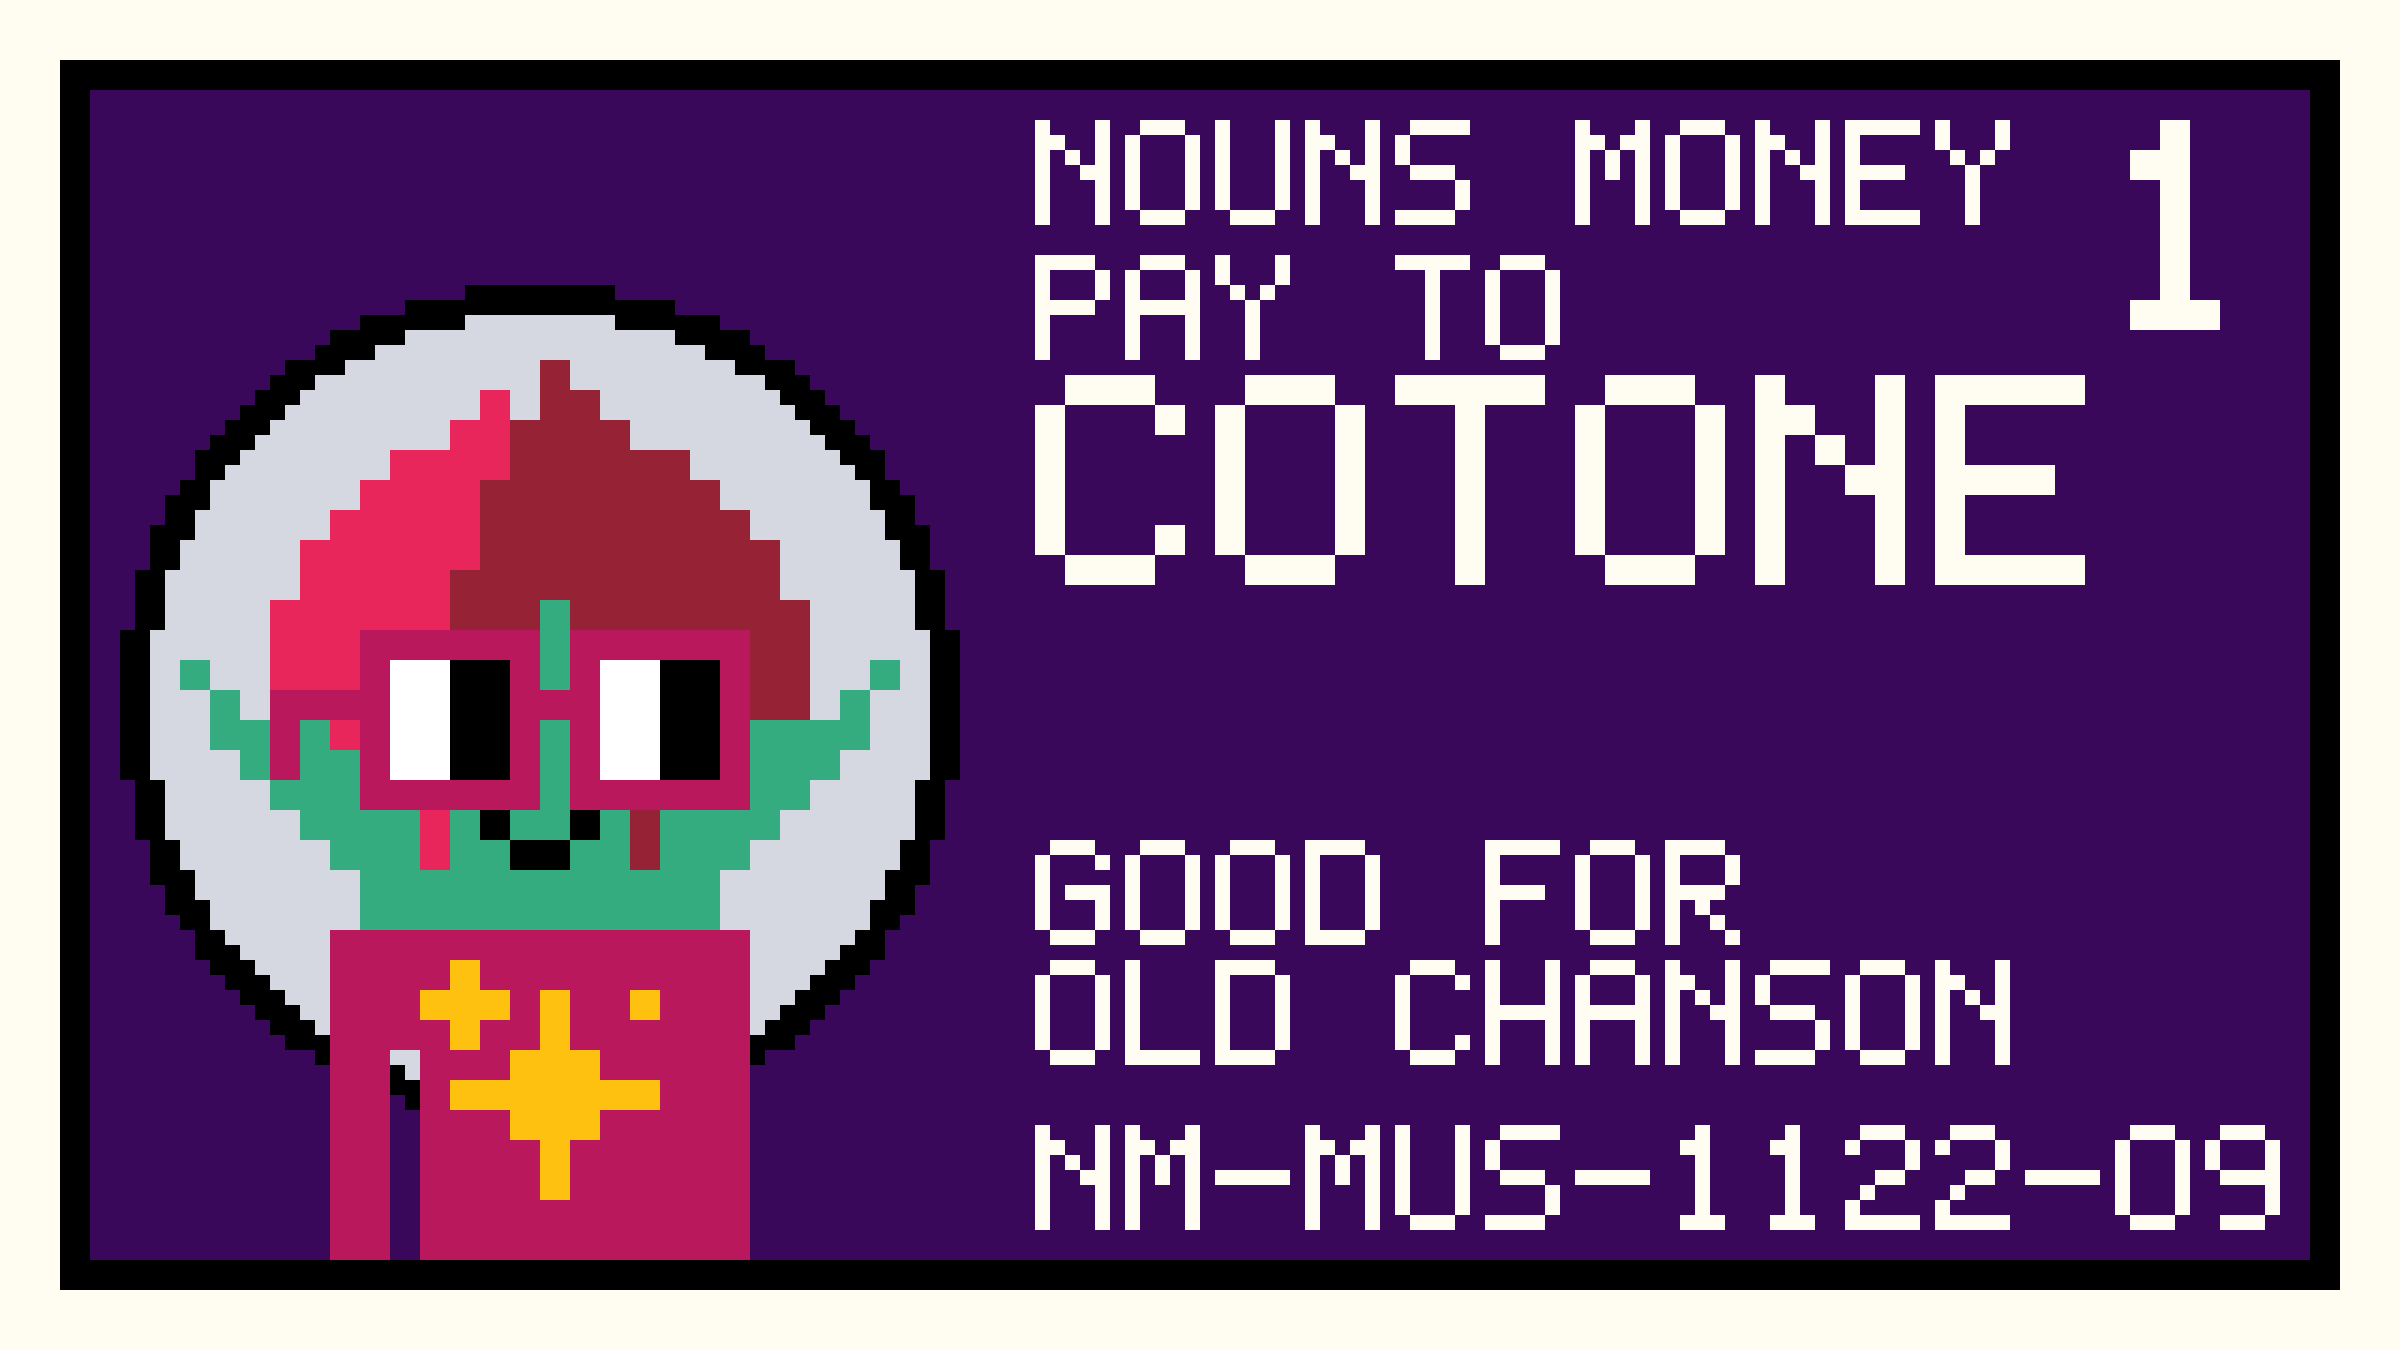 NOUNS MONEY 1
PAY TO
COTONE
GOOD FOR
OLD CHANSON
NM-MUS-1122-09